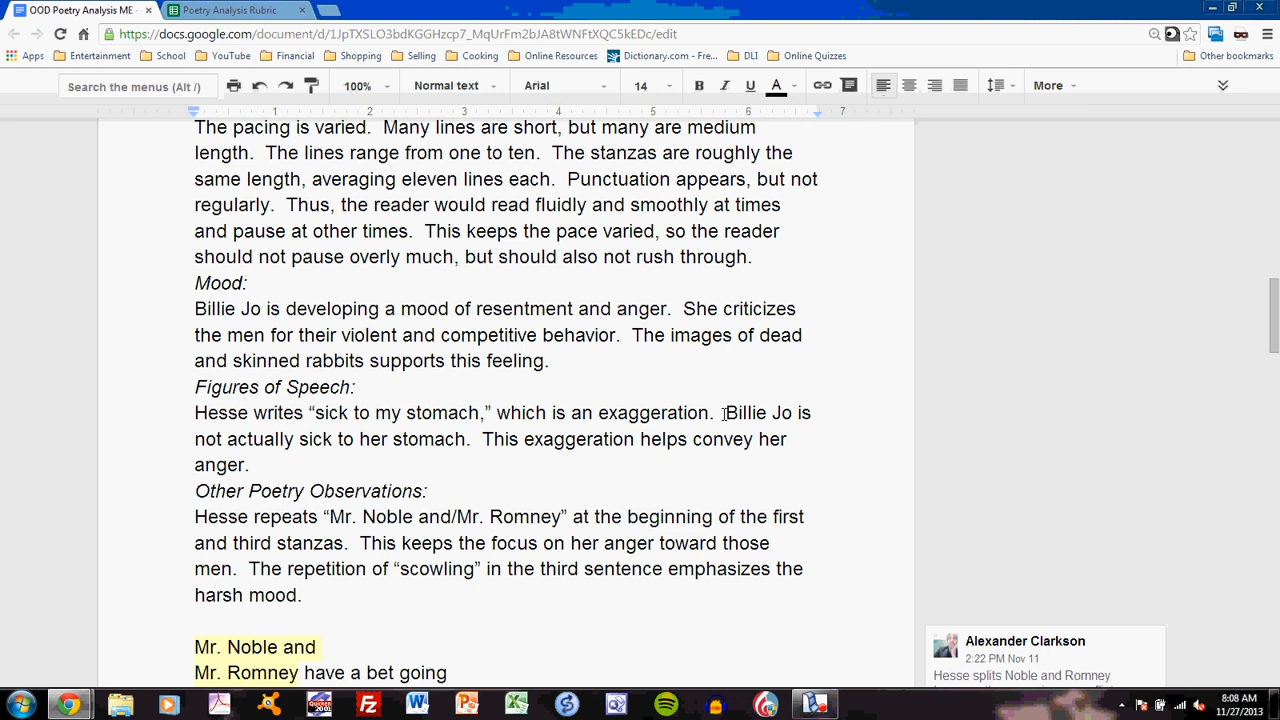 OOD Poetry Analysis ME -
Poetry Analysis Rubric
https://docs.google.com/document/d/1JpTXSLO3bdKGGHzcp7_MqUrFm2bJA8tWNFtXQC5kEDc/edit
Apps Entertainment School YouTube Financial Shopping Selling Cooking Online Resources Dictionary.com - Fre... DLI Online Quizzes Other bookmarks
Search the menus (Alt /) 100% Normal text Arial 14 B I U A More
1 2 3 4 5 6 7
The pacing is varied.  Many lines are short, but many are medium
length.  The lines range from one to ten.  The stanzas are roughly the
same length, averaging eleven lines each.  Punctuation appears, but not
regularly.  Thus, the reader would read fluidly and smoothly at times
and pause at other times.  This keeps the pace varied, so the reader
should not pause overly much, but should also not rush through.
Mood:
Billie Jo is developing a mood of resentment and anger.  She criticizes
the men for their violent and competitive behavior.  The images of dead
and skinned rabbits supports this feeling.
Figures of Speech:
Hesse writes “sick to my stomach,” which is an exaggeration.  Billie Jo is
not actually sick to her stomach.  This exaggeration helps convey her
anger.
Other Poetry Observations:
Hesse repeats “Mr. Noble and/Mr. Romney” at the beginning of the first
and third stanzas.  This keeps the focus on her anger toward those
men.  The repetition of “scowling” in the third sentence emphasizes the
harsh mood.
Mr. Noble and
Mr. Romney have a bet going
Alexander Clarkson
2:22 PM Nov 11
Hesse splits Noble and Romney
8:08 AM
11/27/2013